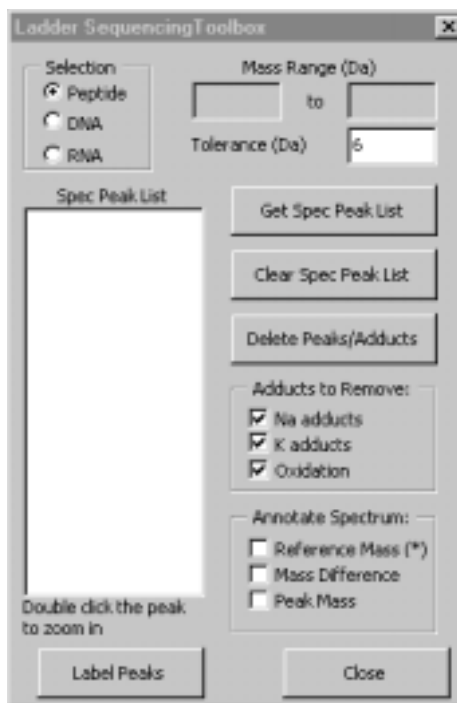 Ladder SequencingToolbox
Selection
Peptide
DNA
RNA
Mass Range (Da)
to
Tolerance (Da) 6
Spec Peak List
Get Spec Peak List
Clear Spec Peak List
Delete Peaks/Adducts
Adducts to Remove:
Na adducts
K adducts
Oxidation
Annotate Spectrum:
Reference Mass (*)
Mass Difference
Peak Mass
Double click the peak
to zoom in
Label Peaks
Close